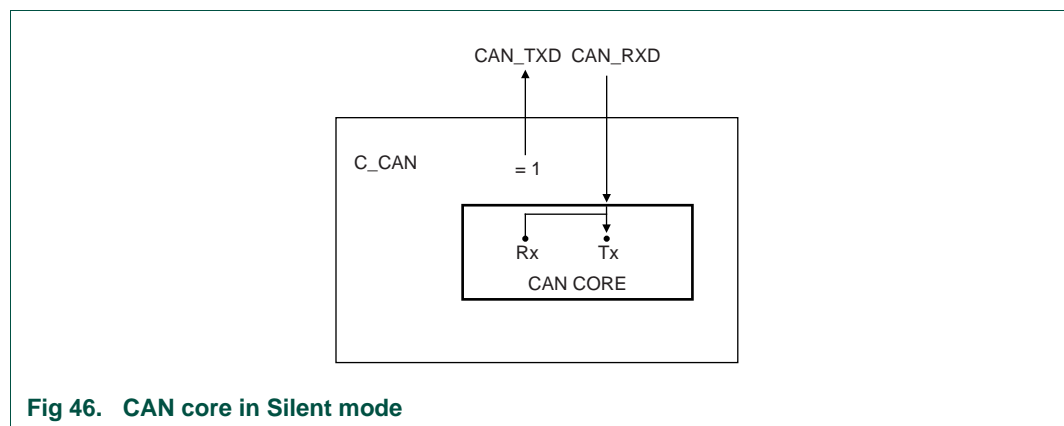 CAN_TXD CAN_RXD
C_CAN
= 1
Rx Tx
CAN CORE
Fig 46. CAN core in Silent mode